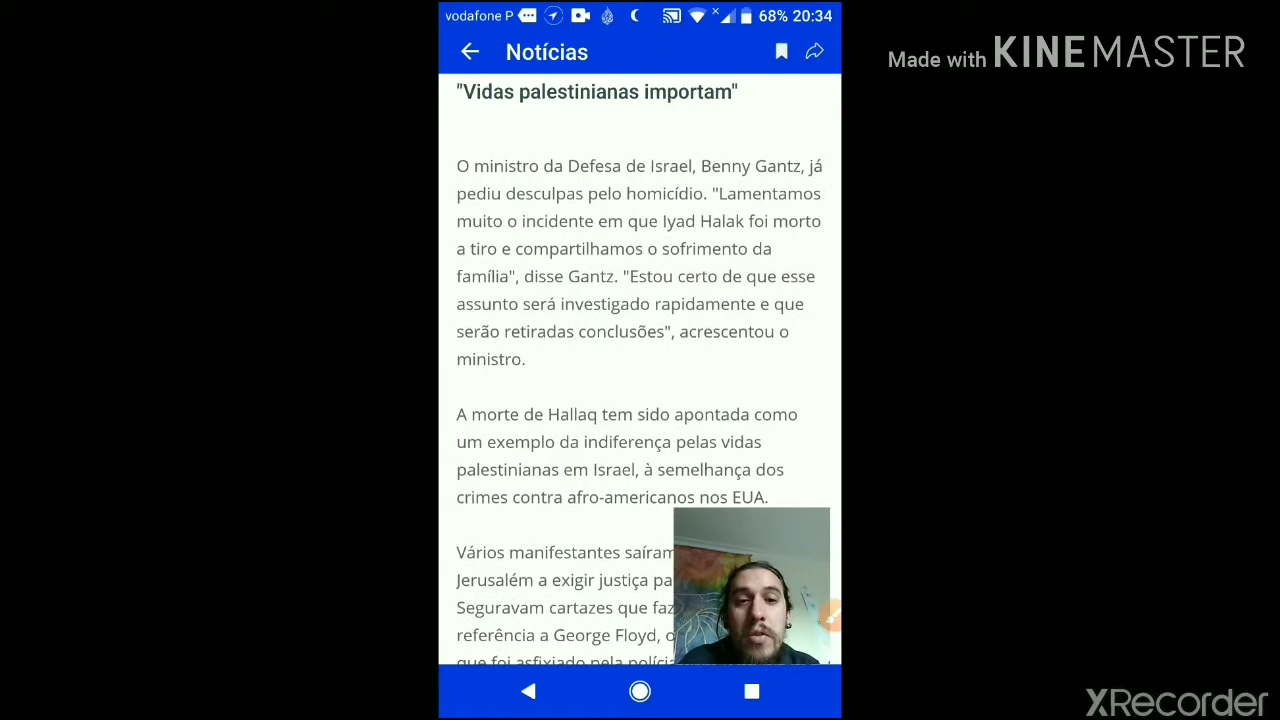 vodafone P
68% 20:34
Notícias
Made with KINEMASTER
"Vidas palestinianas importam"
O ministro da Defesa de Israel, Benny Gantz, já
pediu desculpas pelo homicídio. "Lamentamos
muito o incidente em que Iyad Halak foi morto
a tiro e compartilhamos o sofrimento da
família", disse Gantz. "Estou certo de que esse
assunto será investigado rapidamente e que
serão retiradas conclusões", acrescentou o
ministro.
A morte de Hallaq tem sido apontada como
um exemplo da indiferença pelas vidas
palestinianas em Israel, à semelhança dos
crimes contra afro-americanos nos EUA.
Vários manifestantes saíram
Jerusalém a exigir justiça
Seguravam cartazes que
referência a George Floyd,
que foi asfixiado pela
XRecorder